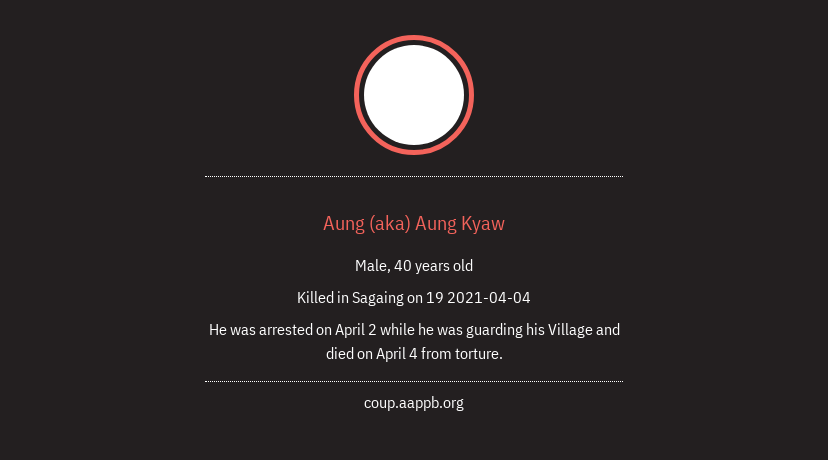 Aung (aka) Aung Kyaw
Male, 40 years old
Killed in Sagaing on 19 2021-04-04
He was arrested on April 2 while he was guarding his Village and
died on April 4 from torture.
coup.aappb.org